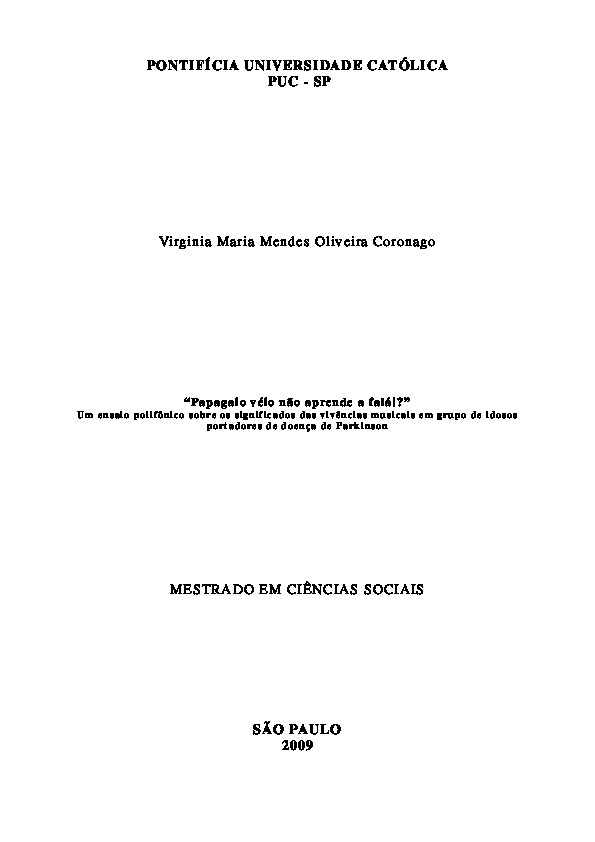 PONTIFÍCIA UNIVERSIDADE CATÓLICA
PUC - SP
Virginia Maria Mendes Oliveira Coronago
“Papagaio véio não aprende a falá!?”
Um ensaio polifônico sobre os significados das vivências musicais em grupo de idosos
portadores de doença de Parkinson
MESTRADO EM CIÊNCIAS SOCIAIS
SÃO PAULO
2009